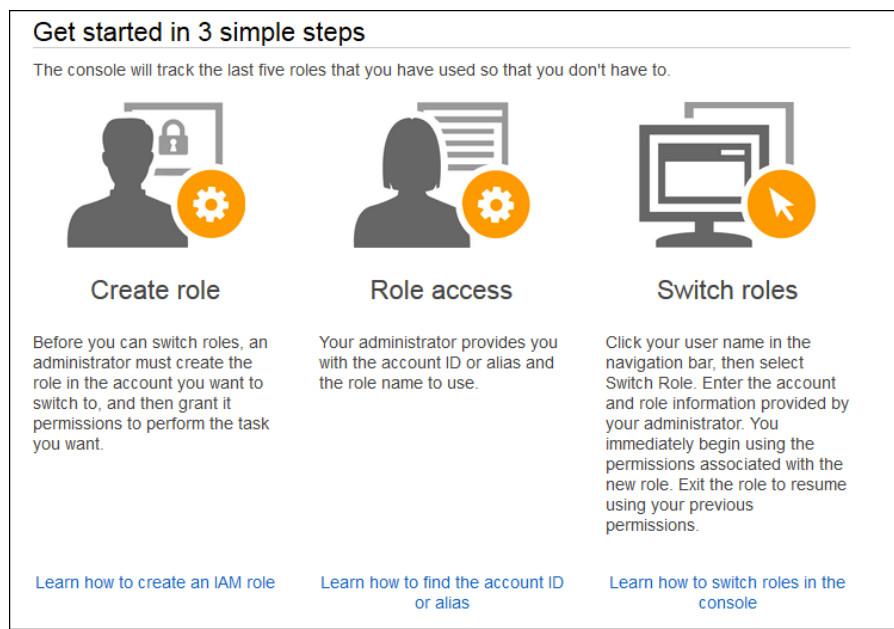 Get started in 3 simple steps
The console will track the last five roles that you have used so that you don't have to.
Create role
Before you can switch roles, an
administrator must create the
role in the account you want to
switch to, and then grant it
permissions to perform the task
you want.
Learn how to create an IAM role
Role access
Your administrator provides you
with the account ID or alias and
the role name to use.
Learn how to find the account ID
or alias
Switch roles
Click your user name in the
navigation bar, then select
Switch Role. Enter the account
and role information provided by
your administrator. You
immediately begin using the
permissions associated with the
new role. Exit the role to resume
using your previous
permissions.
Learn how to switch roles in the
console